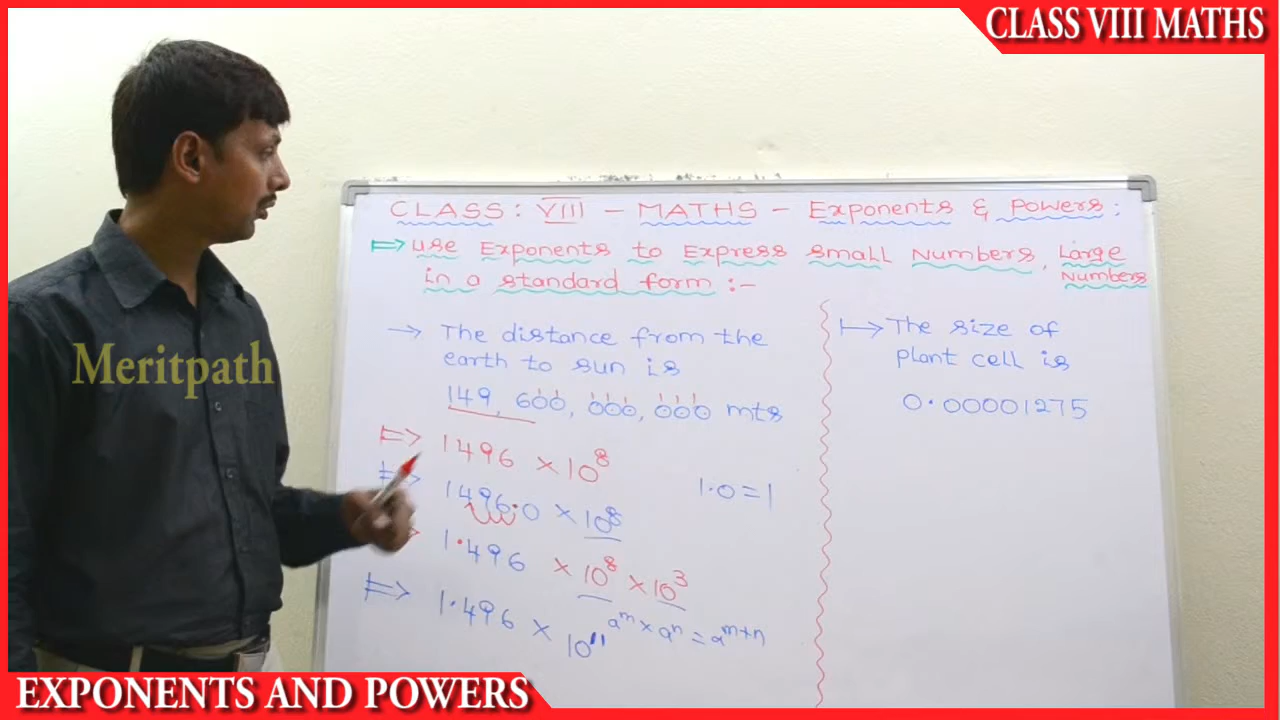 CLASS VIII MATHS
CLASS: VIII - MATHS - Exponents & Powers:
⇒ use Exponents to Express small Numbers, Large Numbers
in a standard form :-
→ The distance from the
earth to sun is
149, 600, 000, 000 mts
⇒ 1496 × 10⁸
⇒ 1496.0 × 10⁸
1.0 = 1
⇒ 1.496 × 10⁸ × 10³
⇒ 1.496 × 10¹¹
aᵐ × aⁿ = aᵐ⁺ⁿ
→ The size of
plant cell is
0.00001275
Meritpath
EXPONENTS AND POWERS